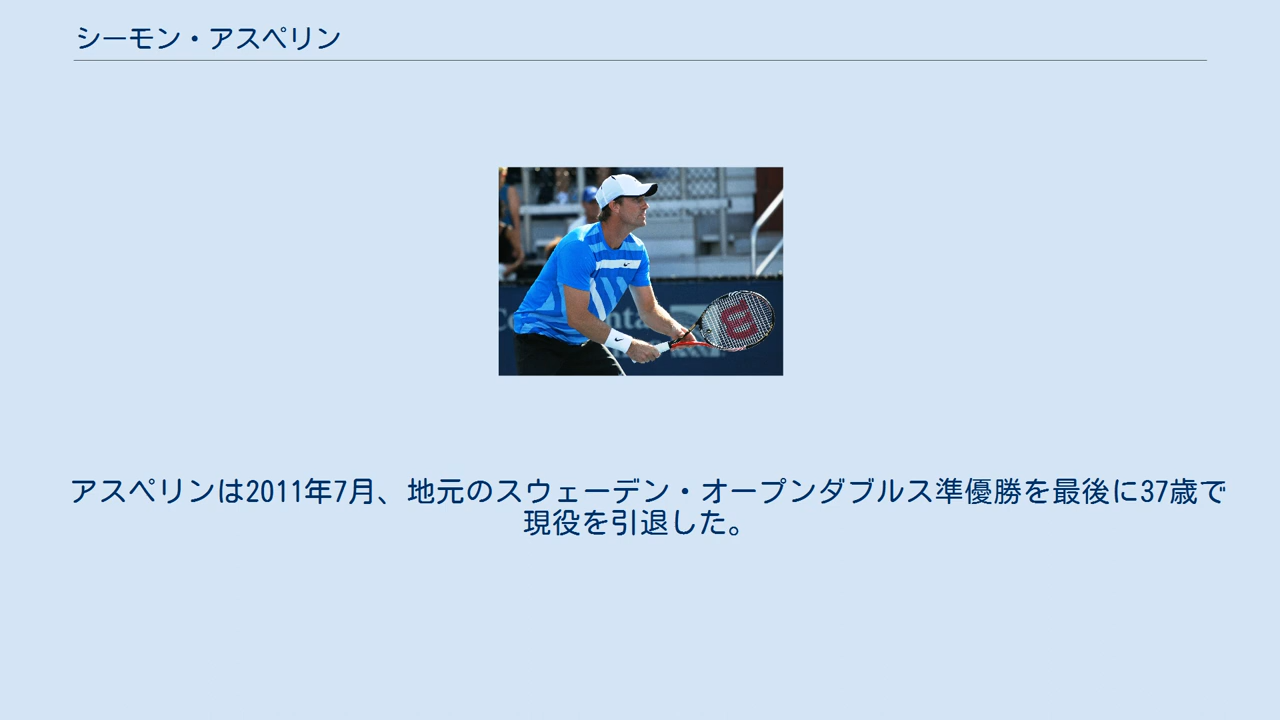 シーモン・アスペリン
アスペリンは2011年7月、地元のスウェーデン・オープンダブルス準優勝を最後に37歳で
現役を引退した。